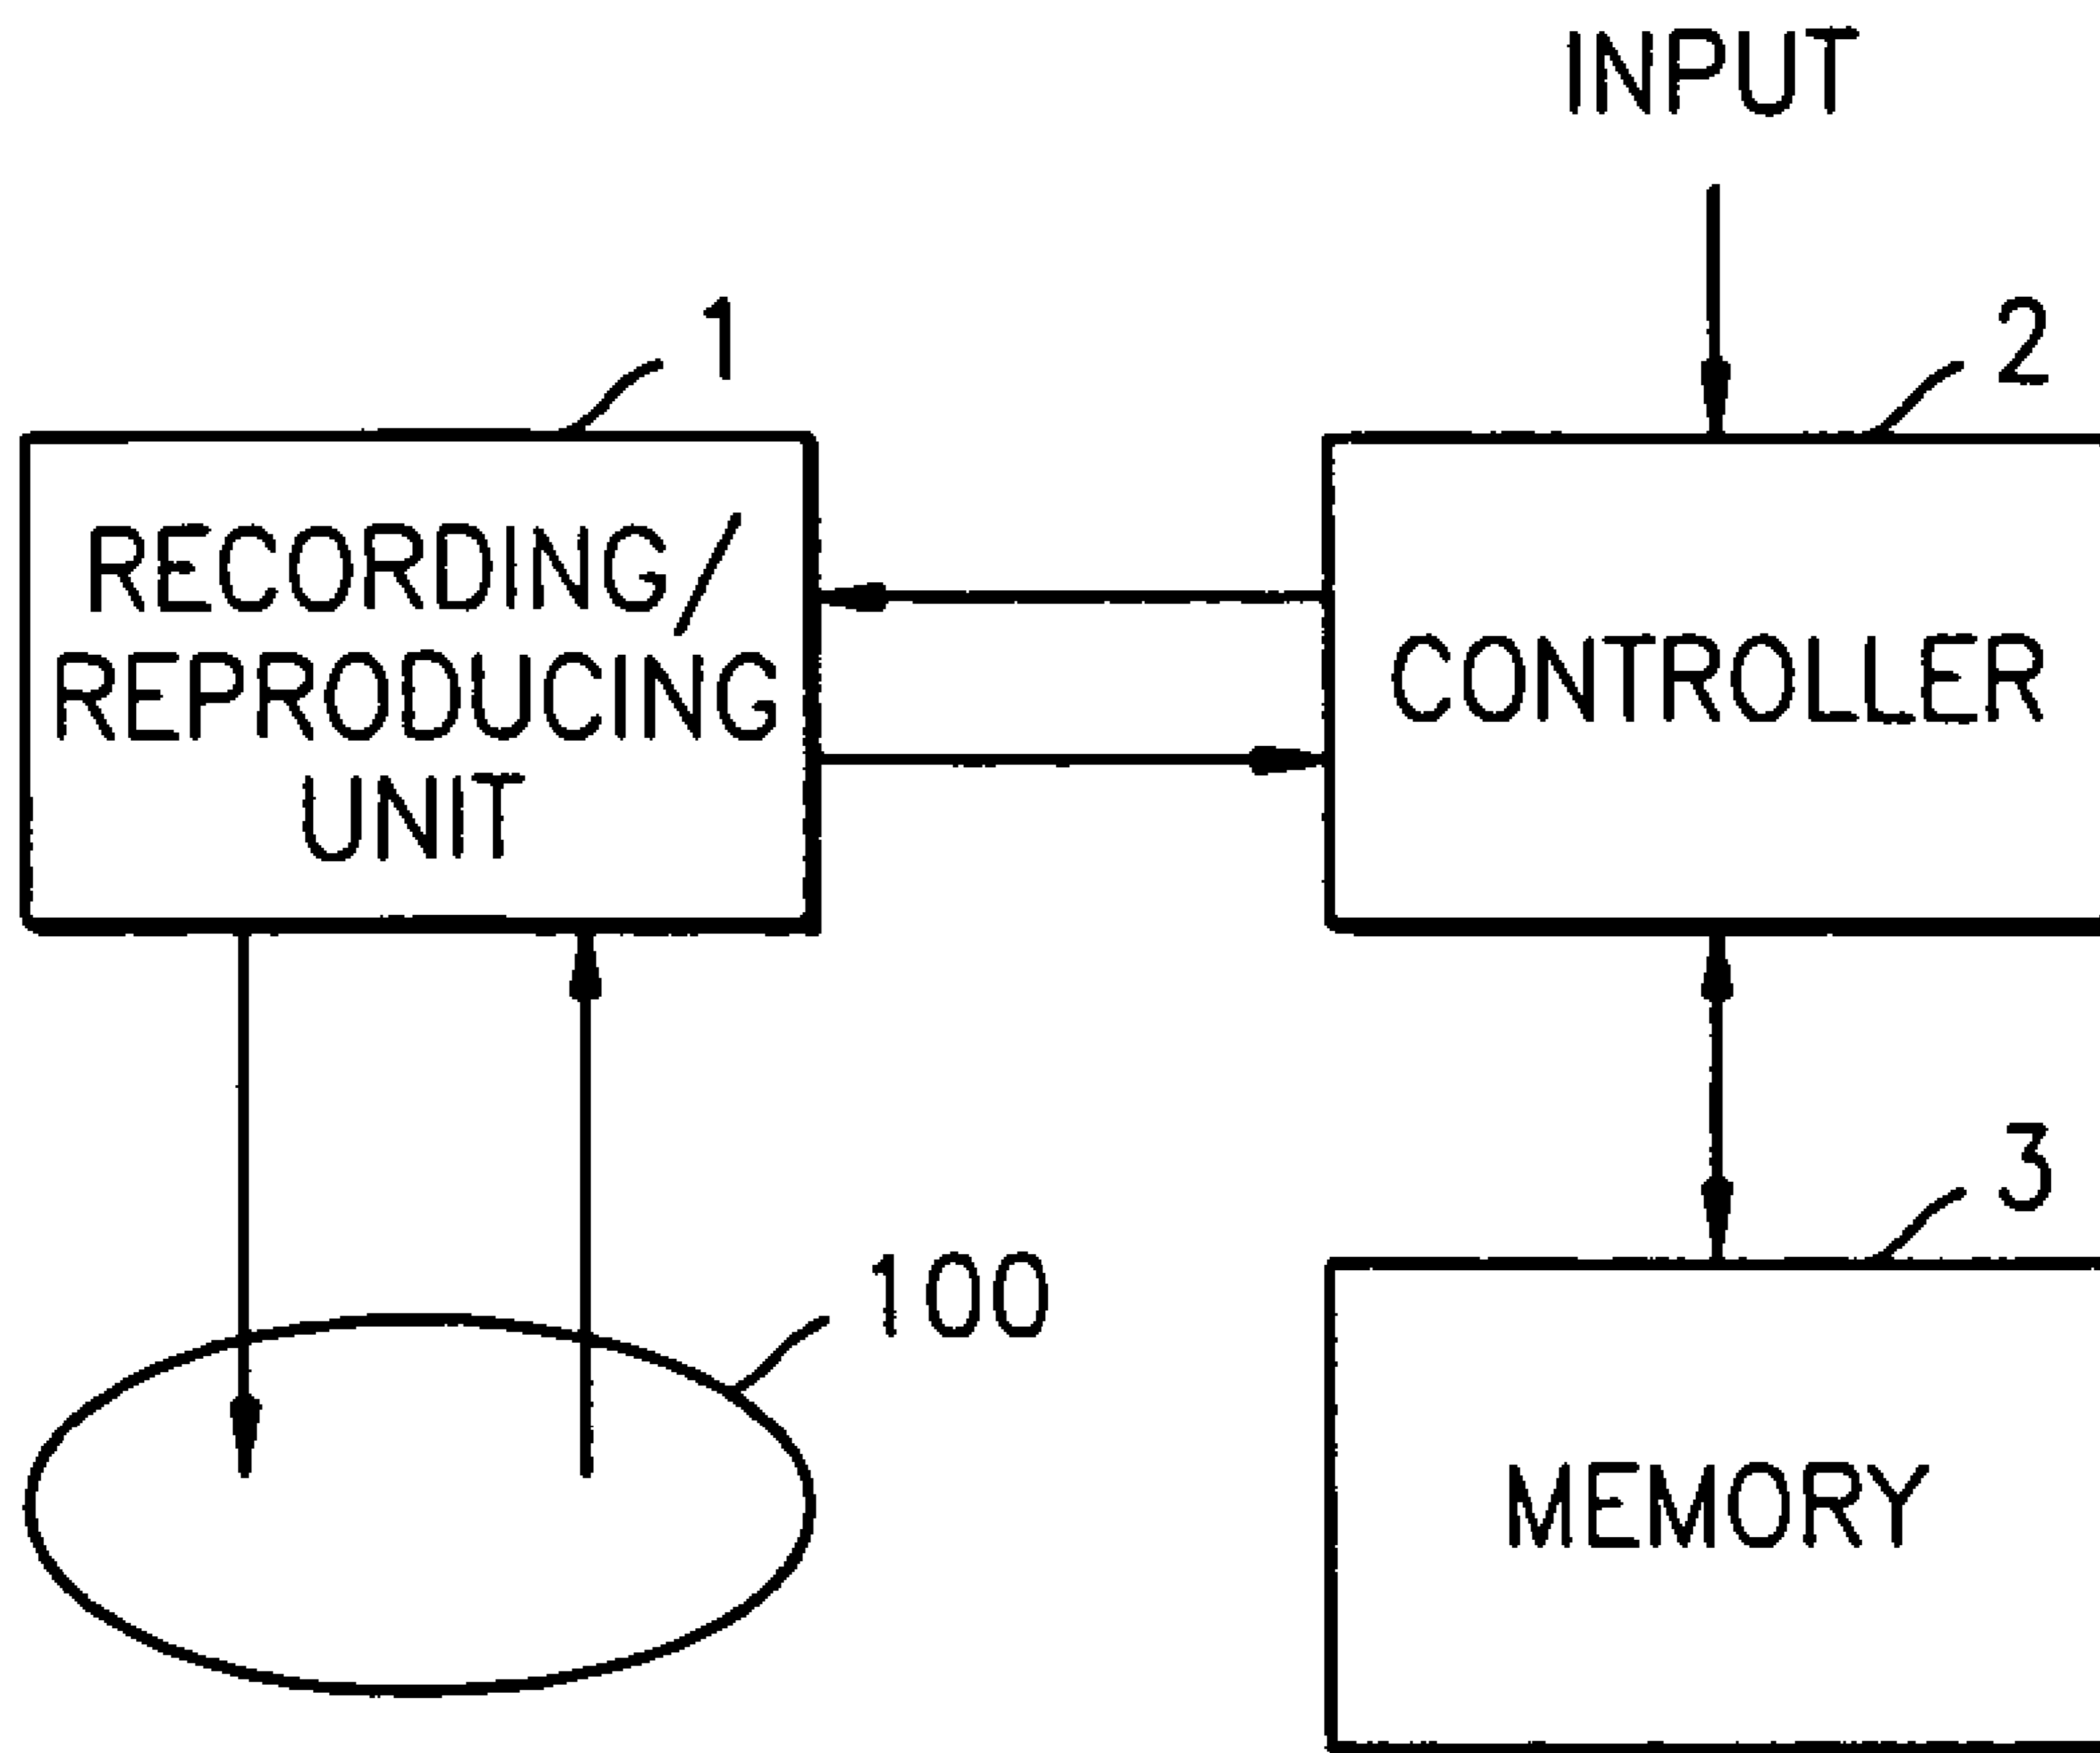 INPUT
1
2
RECORDING/
REPRODUCING
UNIT
CONTROLLER
3
100
MEMORY